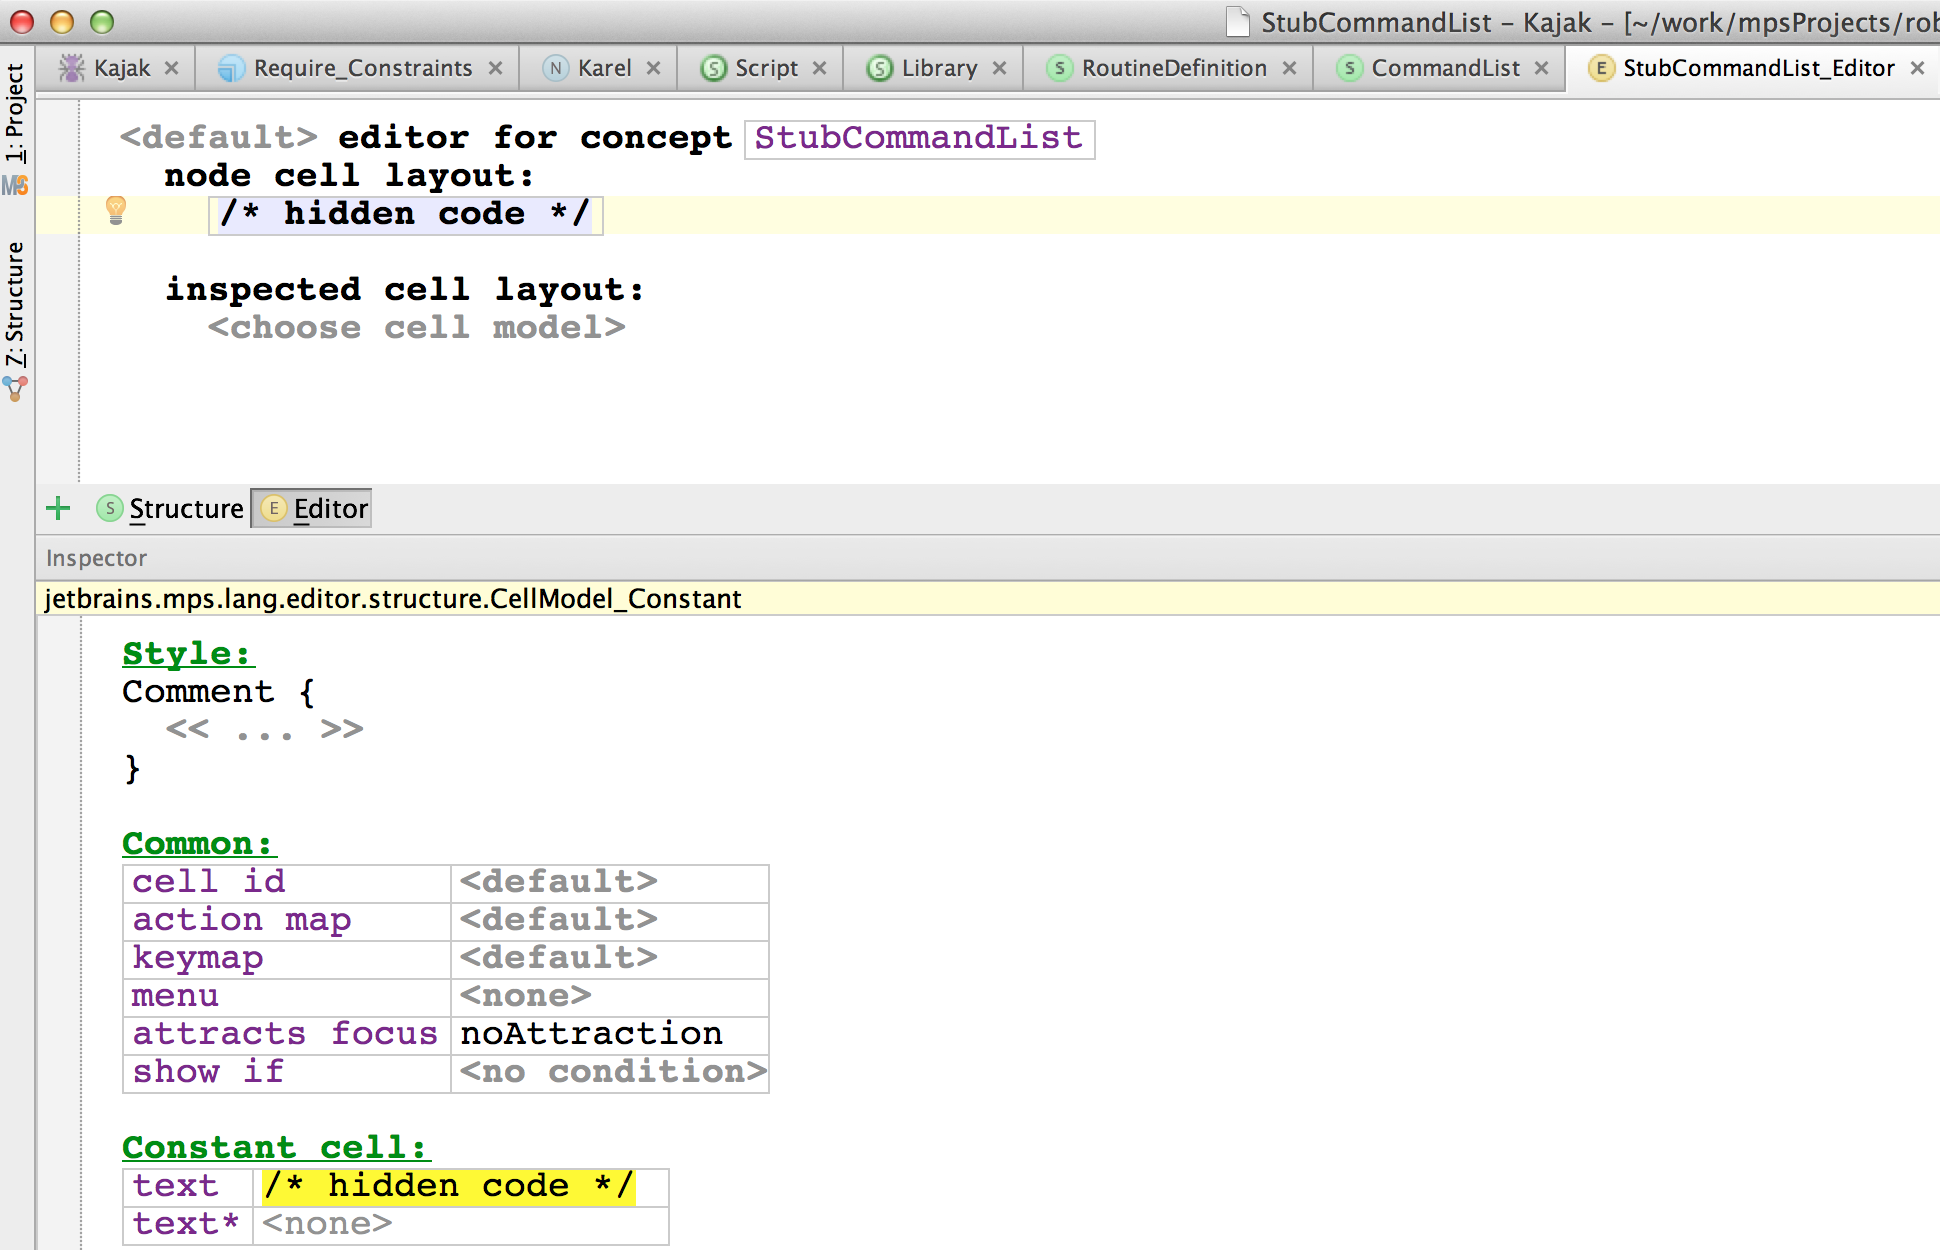 StubCommandList – Kajak – [~/work/mpsProjects/rob
Kajak × Require_Constraints × N Karel × S Script × S Library × S RoutineDefinition × S CommandList × E StubCommandList_Editor ×
1: Project
MPS
7: Structure
<default> editor for concept StubCommandList
node cell layout:
/* hidden code */
inspected cell layout:
<choose cell model>
+ S Structure E Editor
Inspector
jetbrains.mps.lang.editor.structure.CellModel_Constant
Style:
Comment {
<< ... >>
}
Common:
cell id <default>
action map <default>
keymap <default>
menu <none>
attracts focus noAttraction
show if <no condition>
Constant cell:
text /* hidden code */
text* <none>